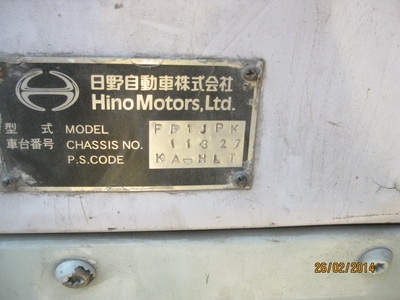 日野自動車株式会社
Hino Motors, Ltd.
型式 MODEL FD1JPK
車台番号 CHASSIS NO. 11327
P.S.CODE KA-HLT
26/02/2014